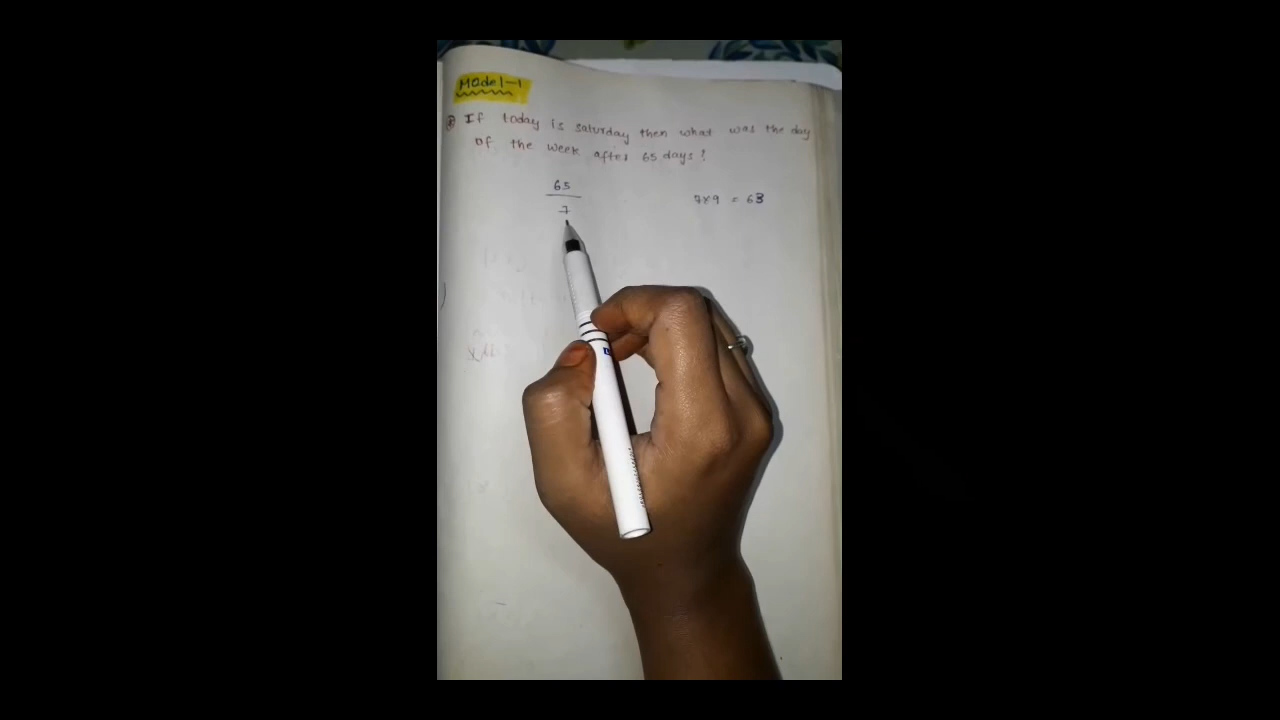 Model-1
If today is saturday then what was the day
of the week after 65 days?
65
7
7x9 = 63